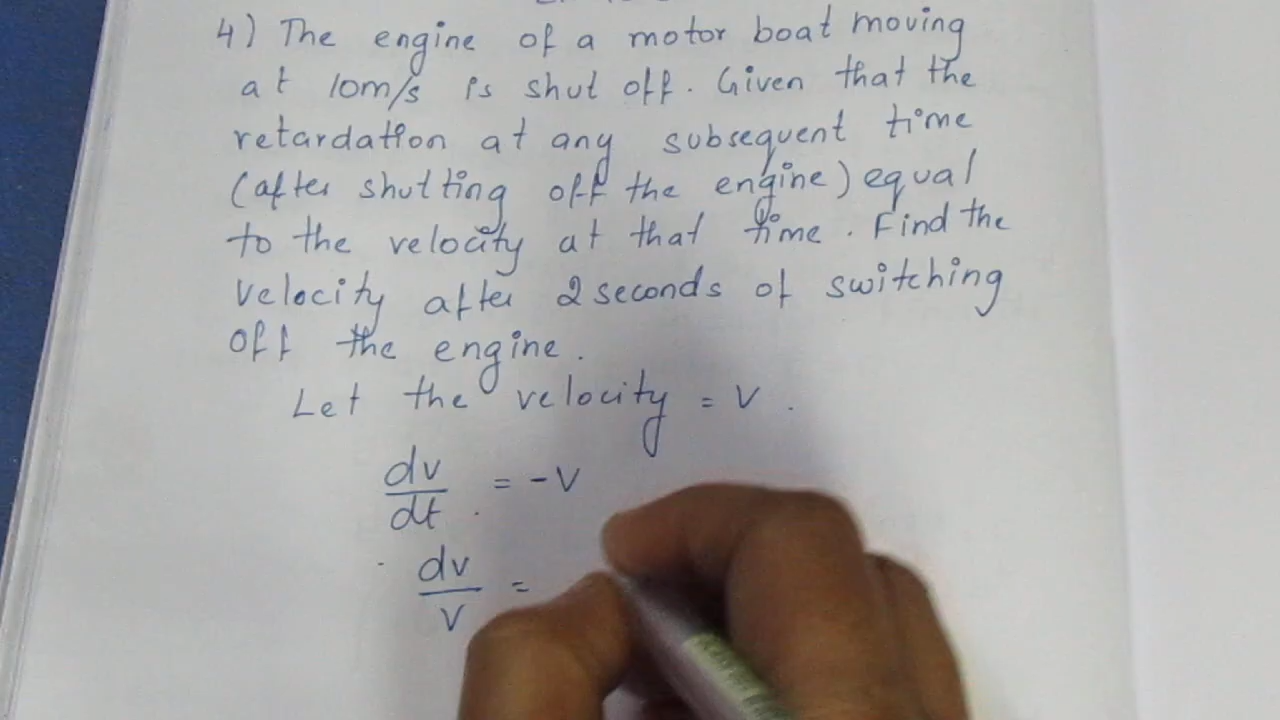 4) The engine of a motor boat moving
at 10m/s is shut off. Given that the
retardation at any subsequent time
(after shutting off the engine) equal
to the velocity at that time. Find the
velocity after 2 seconds of switching
off the engine.
Let the velocity = v.
dv/dt = -v
dv/v =